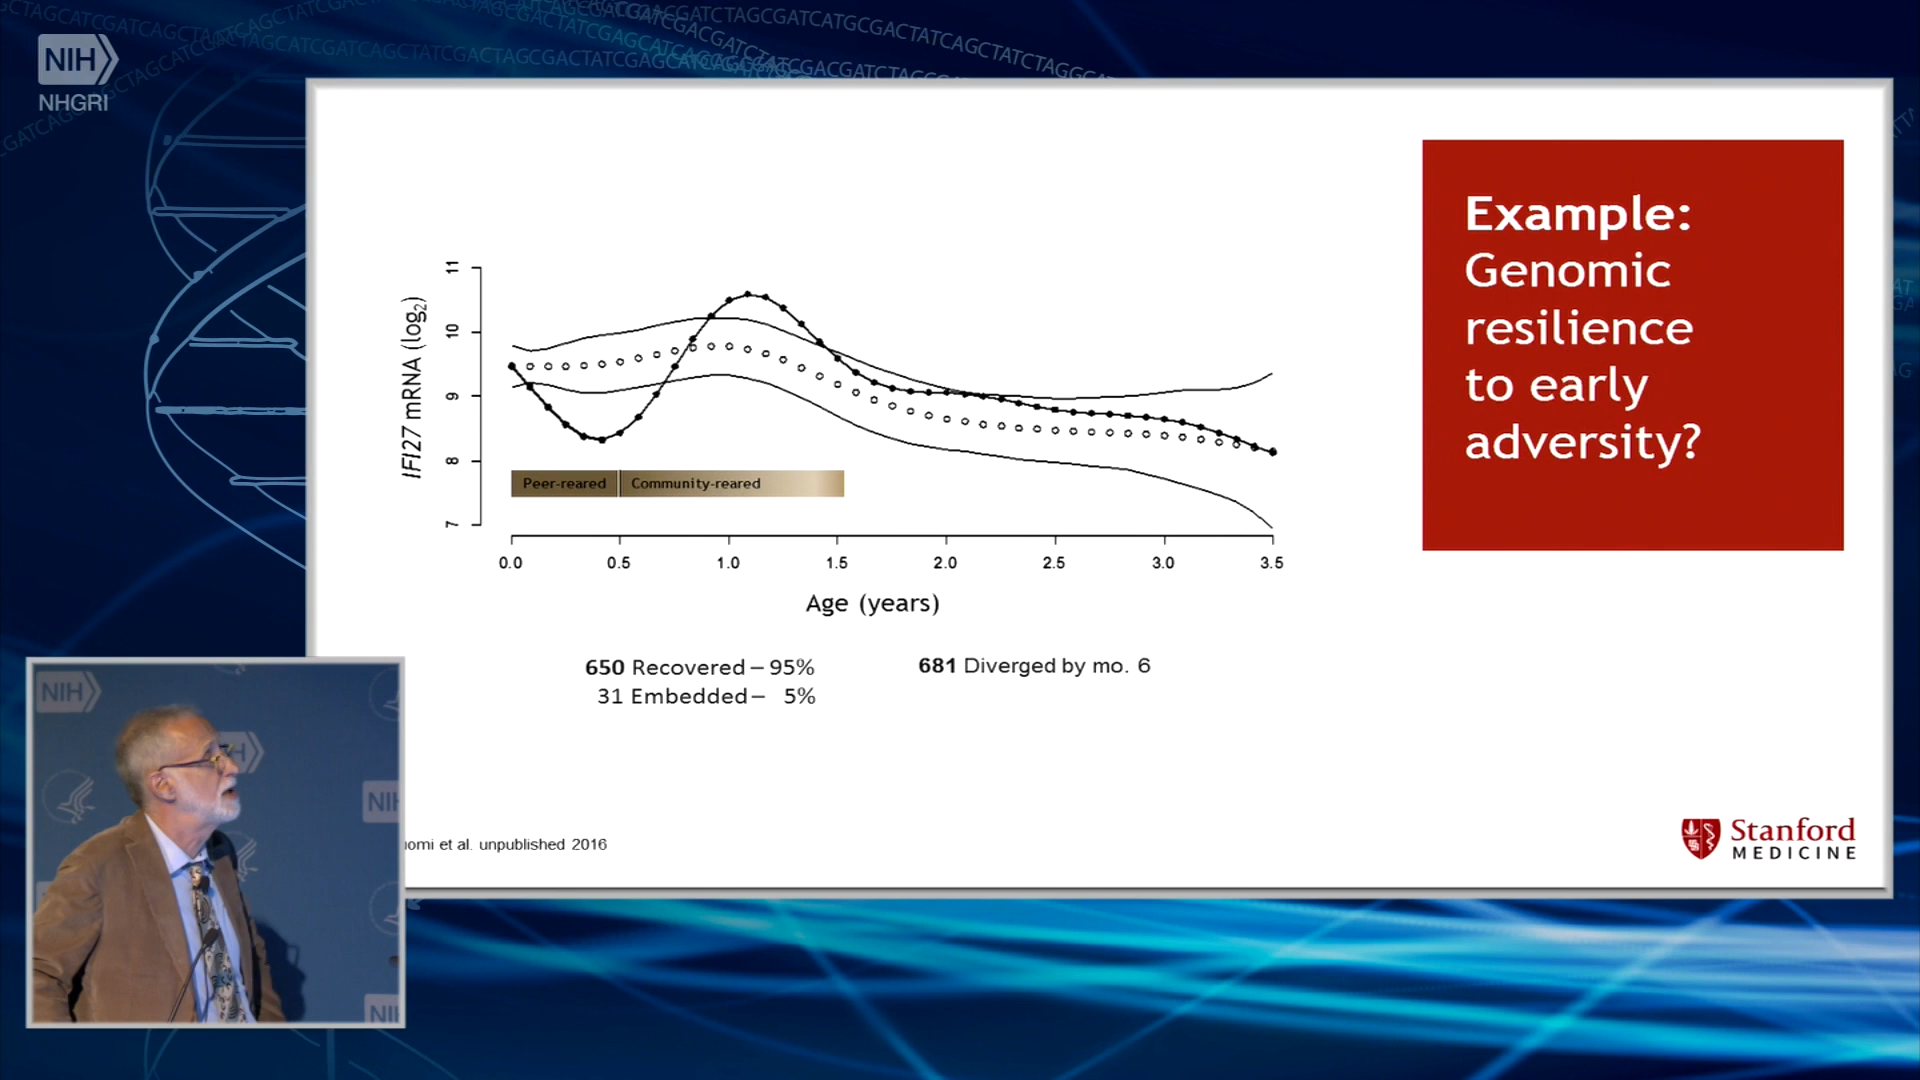 NIH
NHGRI
Example:
Genomic
resilience
to early
adversity?
IFI27 mRNA (log2)
11
10
9
8
7
Peer-reared
Community-reared
0.0 0.5 1.0 1.5 2.0 2.5 3.0 3.5
Age (years)
650 Recovered – 95%
31 Embedded – 5%
681 Diverged by mo. 6
et al. unpublished 2016
Stanford
MEDICINE
NIH